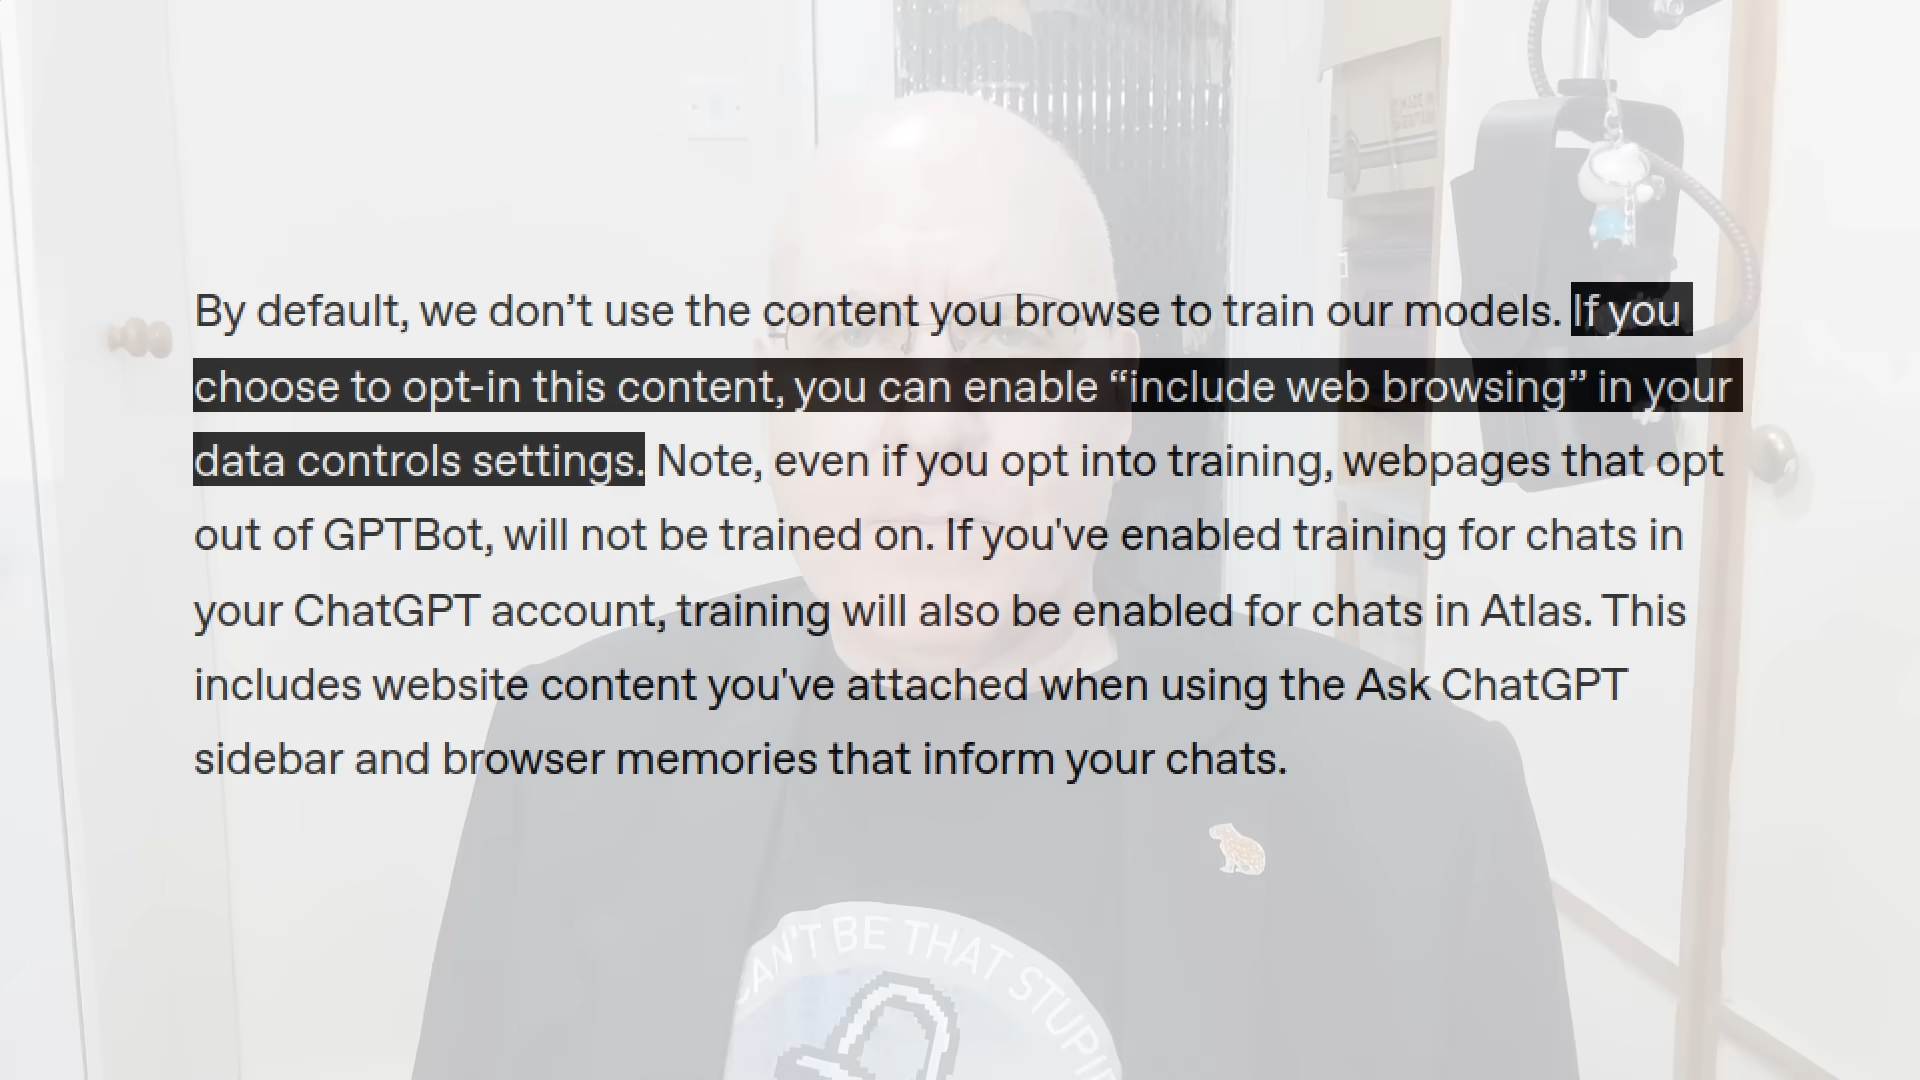 By default, we don’t use the content you browse to train our models. If you
choose to opt-in this content, you can enable “include web browsing” in your
data controls settings. Note, even if you opt into training, webpages that opt
out of GPTBot, will not be trained on. If you've enabled training for chats in
your ChatGPT account, training will also be enabled for chats in Atlas. This
includes website content you've attached when using the Ask ChatGPT
sidebar and browser memories that inform your chats.
CAN'T BE THAT STUPID